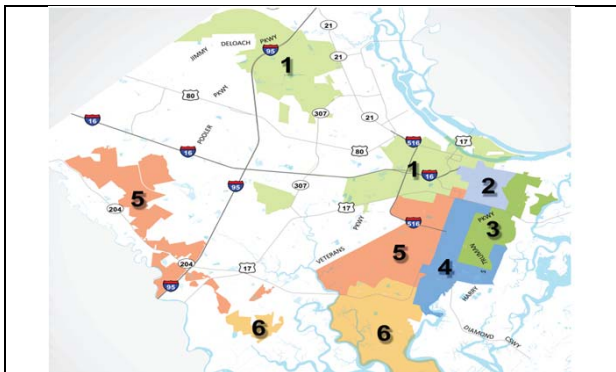 21
JIMMY DELOACH PKWY
95
1
80
PKWY
307
21
16
POOLER
516
17
80
16
1
16
2
95
307
5
204
17
PKWY
516
3
PKWY
TRUMAN
5
4
VETERANS
S
204
17
HARRY
95
6
6
DIAMOND CSWY